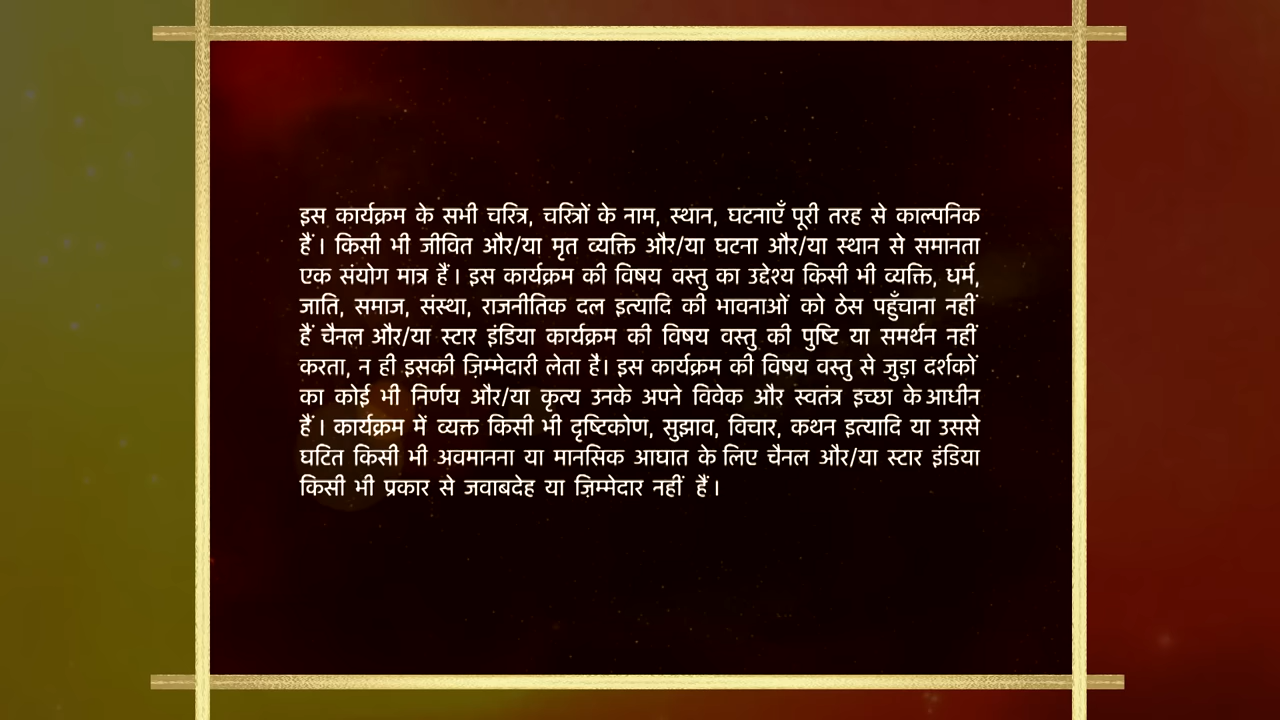 इस कार्यक्रम के सभी चरित्र, चरित्रों के नाम, स्थान, घटनाएँ पूरी तरह से काल्पनिक
हैं । किसी भी जीवित और/या मृत व्यक्ति और/या घटना और/या स्थान से समानता
एक संयोग मात्र हैं । इस कार्यक्रम की विषय वस्तु का उद्देश्य किसी भी व्यक्ति, धर्म,
जाति, समाज, संस्था, राजनीतिक दल इत्यादि की भावनाओं को ठेस पहुँचाना नहीं
हैं चैनल और/या स्टार इंडिया कार्यक्रम की विषय वस्तु की पुष्टि या समर्थन नहीं
करता, न ही इसकी ज़िम्मेदारी लेता है। इस कार्यक्रम की विषय वस्तु से जुड़ा दर्शकों
का कोई भी निर्णय और/या कृत्य उनके अपने विवेक और स्वतंत्र इच्छा के आधीन
हैं । कार्यक्रम में व्यक्त किसी भी दृष्टिकोण, सुझाव, विचार, कथन इत्यादि या उससे
घटित किसी भी अवमानना या मानसिक आघात के लिए चैनल और/या स्टार इंडिया
किसी भी प्रकार से जवाबदेह या ज़िम्मेदार नहीं हैं ।